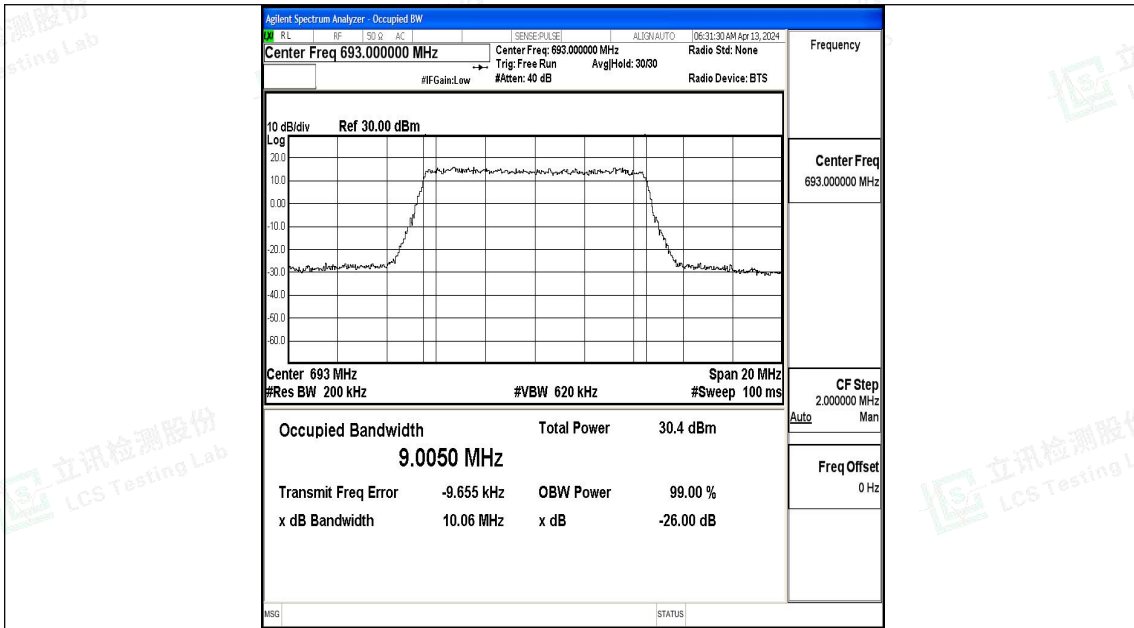 Agilent Spectrum Analyzer - Occupied BW
RL RF 50 Ω AC SENSE:PULSE ALIGN AUTO 06:31:30 AM Apr 13, 2024
Center Freq 693.000000 MHz
Center Freq: 693.000000 MHz
Radio Std: None
Trig: Free Run Avg|Hold: 30/30
#IFGain:Low
#Atten: 40 dB
Radio Device: BTS
10 dB/div Ref 30.00 dBm
Log
20.0
10.0
0.00
-10.0
-20.0
-30.0
-40.0
-50.0
-60.0
Center 693 MHz Span 20 MHz
#Res BW 200 kHz #VBW 620 kHz #Sweep 100 ms
Occupied Bandwidth Total Power 30.4 dBm
9.0050 MHz
Transmit Freq Error -9.655 kHz OBW Power 99.00 %
x dB Bandwidth 10.06 MHz x dB -26.00 dB
MSG STATUS
Frequency
Center Freq
693.000000 MHz
CF Step
2.000000 MHz
Auto Man
Freq Offset
0 Hz
测股份
sting Lab
立讯检测股份
LCS Testing Lab
立讯检测股份
LCS Testing L